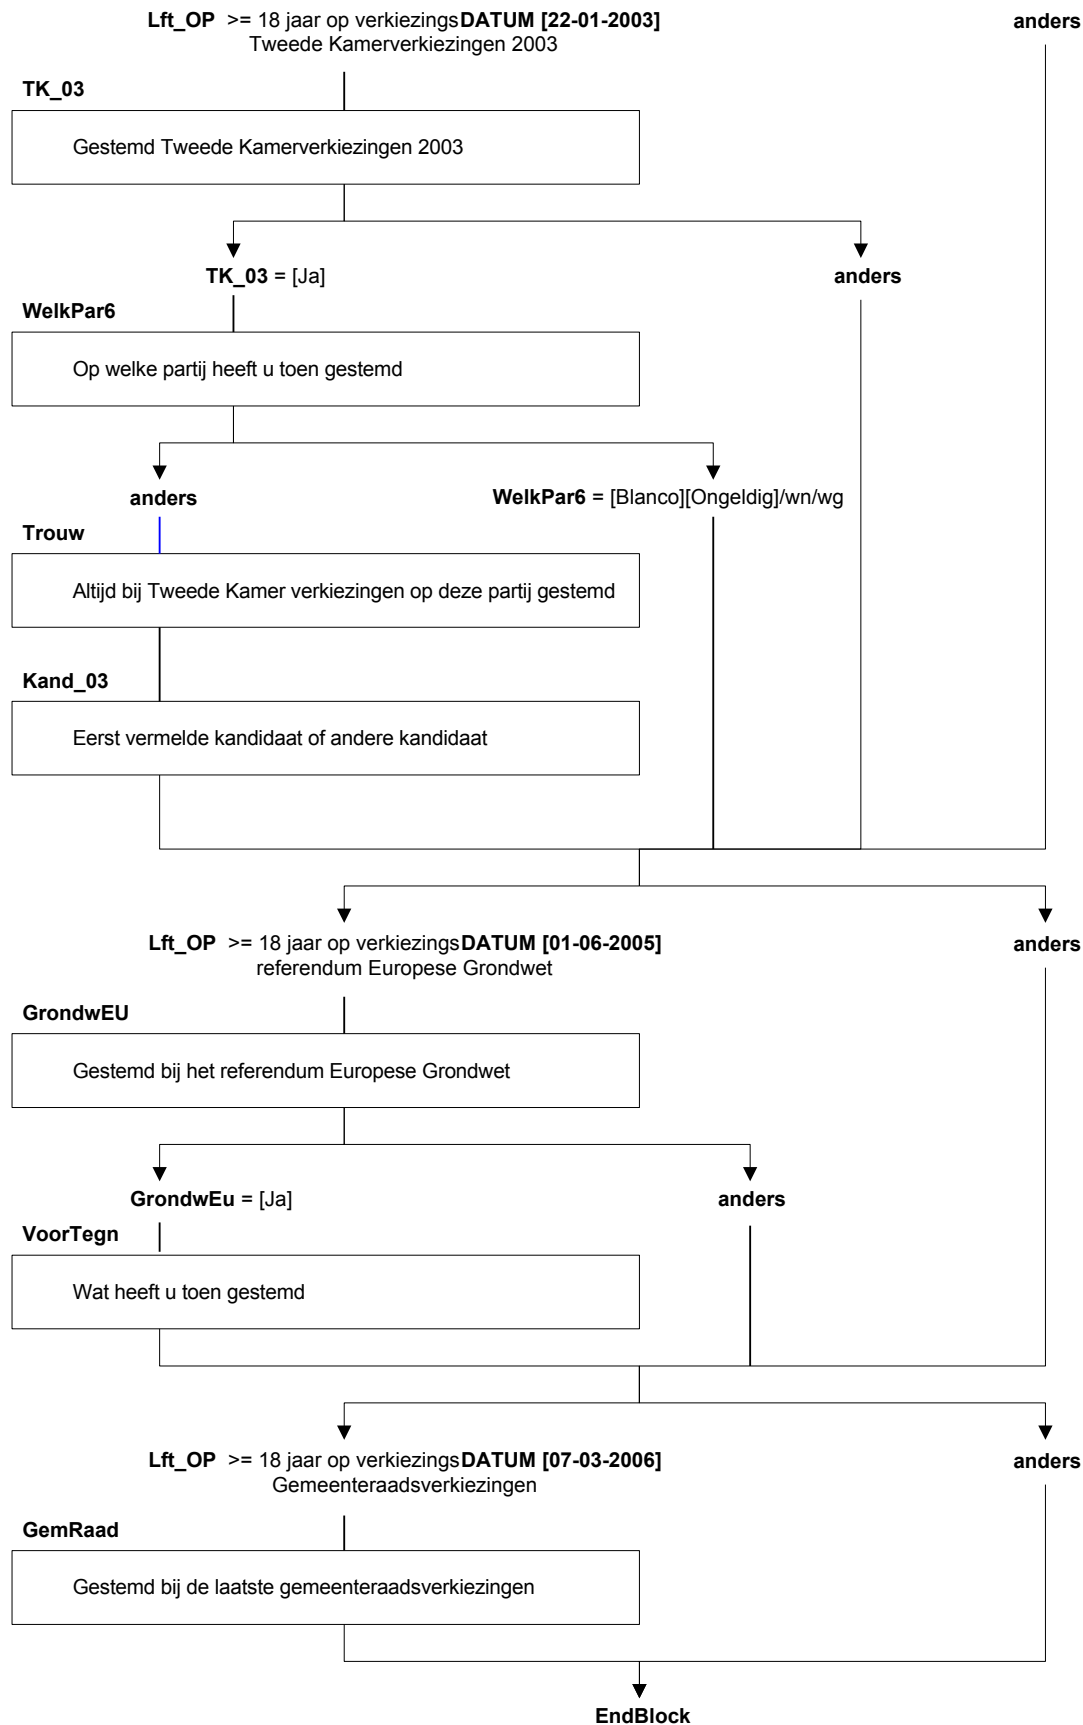 Lft_OP >= 18 jaar op verkiezingsDATUM [22-01-2003] anders
Tweede Kamerverkiezingen 2003
TK_03
Gestemd Tweede Kamerverkiezingen 2003
TK_03 = [Ja] anders
WelkPar6
Op welke partij heeft u toen gestemd
anders WelkPar6 = [Blanco][Ongeldig]/wn/wg
Trouw
Altijd bij Tweede Kamer verkiezingen op deze partij gestemd
Kand_03
Eerst vermelde kandidaat of andere kandidaat
Lft_OP >= 18 jaar op verkiezingsDATUM [01-06-2005] anders
referendum Europese Grondwet
GrondwEU
Gestemd bij het referendum Europese Grondwet
GrondwEu = [Ja] anders
VoorTegn
Wat heeft u toen gestemd
Lft_OP >= 18 jaar op verkiezingsDATUM [07-03-2006] anders
Gemeenteraadsverkiezingen
GemRaad
Gestemd bij de laatste gemeenteraadsverkiezingen
EndBlock